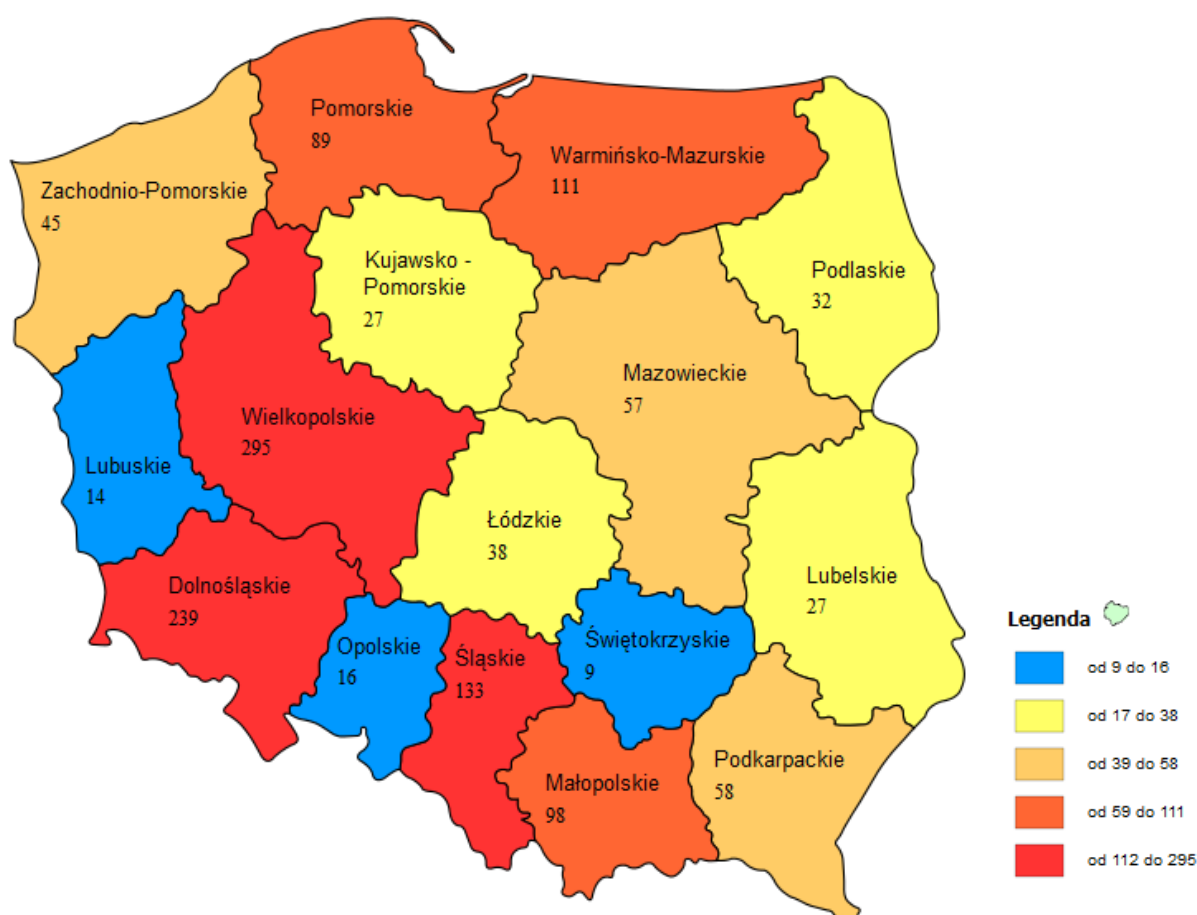 Pomorskie
89
Warmińsko-Mazurskie
111
Zachodnio-Pomorskie
45
Kujawsko -
Pomorskie
27
Podlaskie
32
Mazowieckie
57
Wielkopolskie
295
Lubuskie
14
Łódzkie
38
Lubelskie
27
Dolnośląskie
239
Opolskie
16
Śląskie
133
Świętokrzyskie
9
Małopolskie
98
Podkarpackie
58
Legenda
od 9 do 16
od 17 do 38
od 39 do 58
od 59 do 111
od 112 do 295